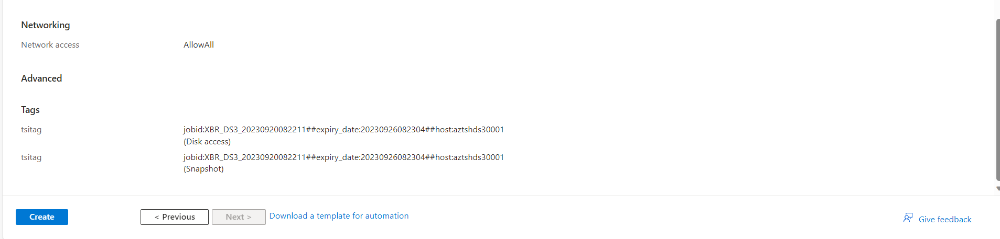 Networking
Network access AllowAll
Advanced
Tags
tsitag jobid:XBR_DS3_20230920082211##expiry_date:20230926082304##host:aztshds30001
(Disk access)
tsitag jobid:XBR_DS3_20230920082211##expiry_date:20230926082304##host:aztshds30001
(Snapshot)
Create < Previous Next > Download a template for automation Give feedback